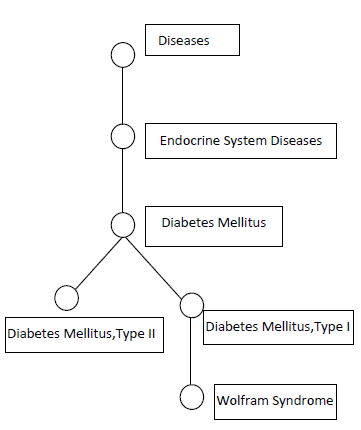 Diseases
Endocrine System Diseases
Diabetes Mellitus
Diabetes Mellitus,Type II
Diabetes Mellitus,Type I
Wolfram Syndrome